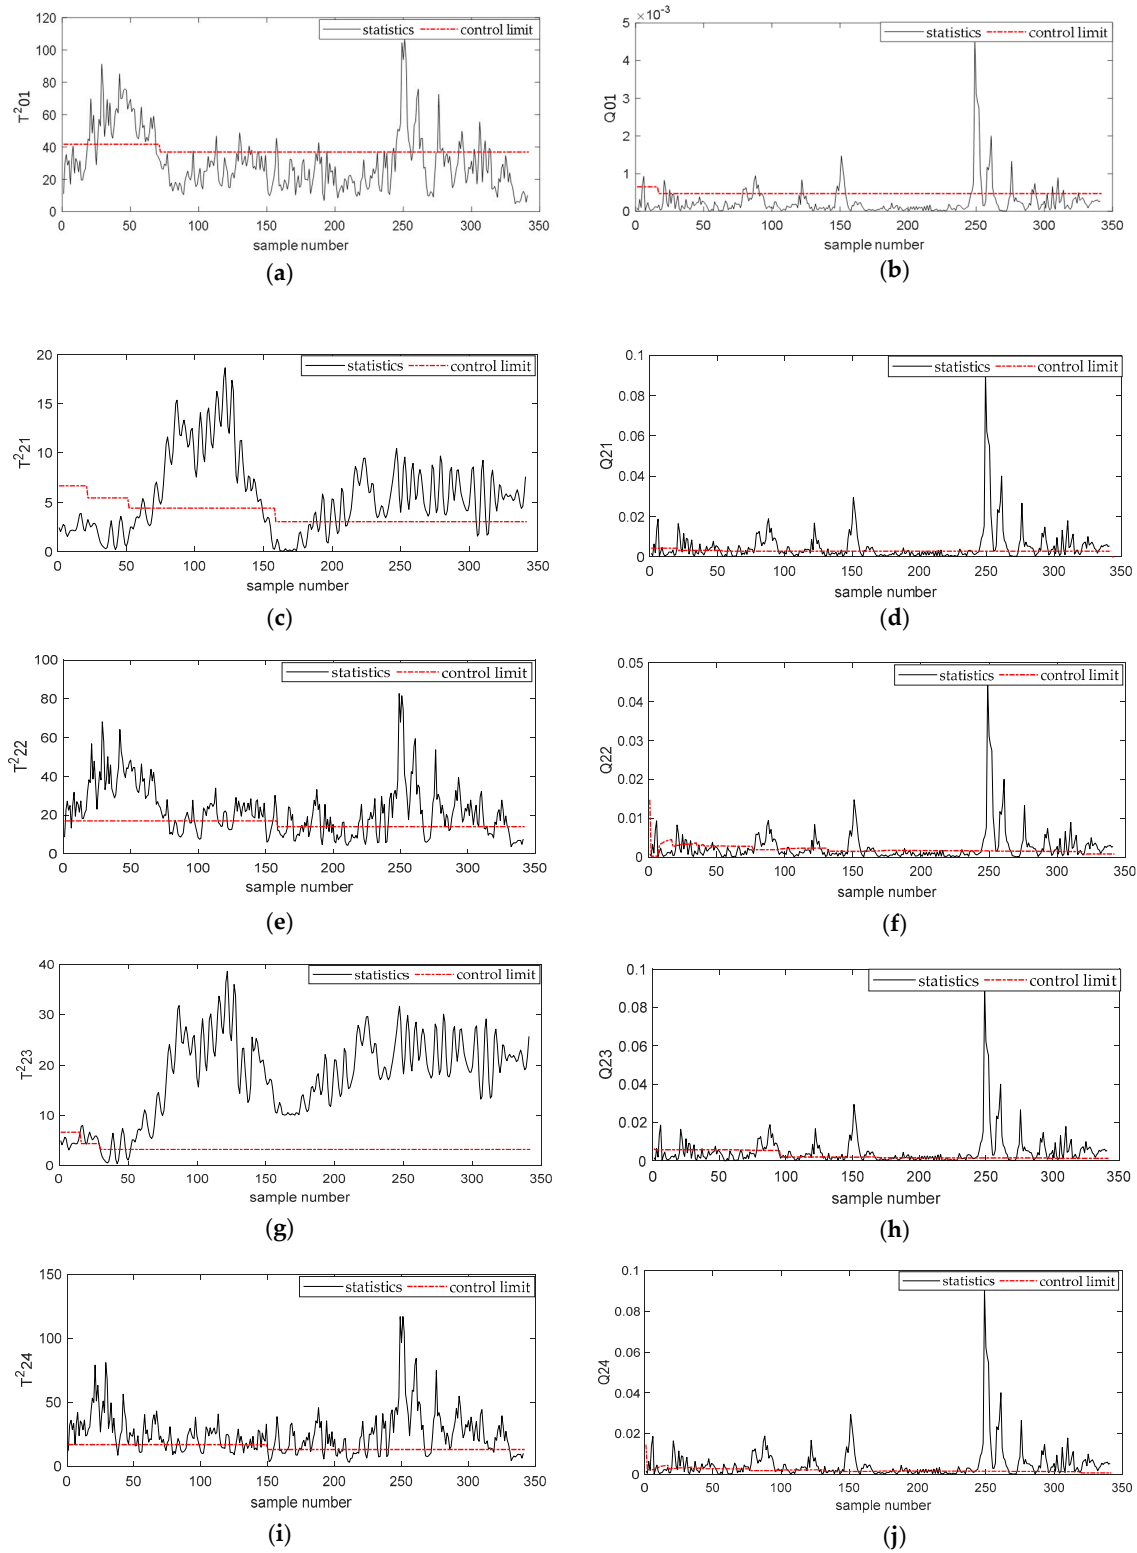 120
100
80
60
40
20
0
T²01
statistics
control limit
0
50
100
150
200
250
300
350
sample number
(a)
×10⁻³
5
4
3
2
1
0
Q01
statistics
control limit
0
50
100
150
200
250
300
350
sample number
(b)
20
15
10
5
0
T²21
statistics
control limit
0
50
100
150
200
250
300
350
sample number
(c)
0.1
0.08
0.06
0.04
0.02
0
Q21
statistics
control limit
0
50
100
150
200
250
300
350
sample number
(d)
100
80
60
40
20
0
T²22
statistics
control limit
0
50
100
150
200
250
300
350
sample number
(e)
0.05
0.04
0.03
0.02
0.01
0
Q22
statistics
control limit
0
50
100
150
200
250
300
350
sample number
(f)
40
30
20
10
0
T²23
statistics
control limit
0
50
100
150
200
250
300
350
sample number
(g)
0.1
0.08
0.06
0.04
0.02
0
Q23
statistics
control limit
0
50
100
150
200
250
300
350
sample number
(h)
150
100
50
0
T²24
statistics
control limit
0
50
100
150
200
250
300
350
sample number
(i)
0.1
0.08
0.06
0.04
0.02
0
Q24
statistics
control limit
0
50
100
150
200
250
300
350
sample number
(j)